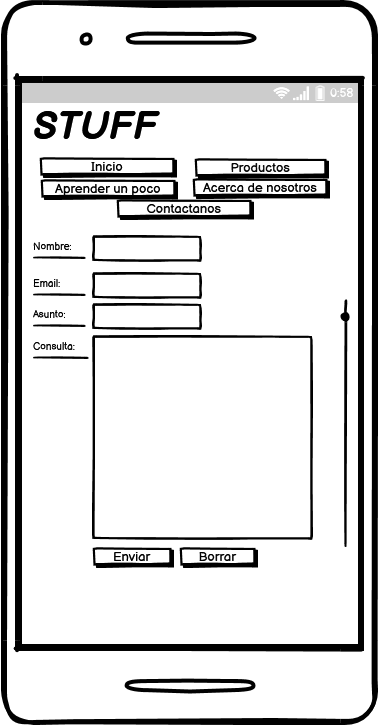 0:58
STUFF
Inicio Productos
Aprender un poco Acerca de nosotros
Contactanos
Nombre:
Email:
Asunto:
Consulta:
Enviar Borrar